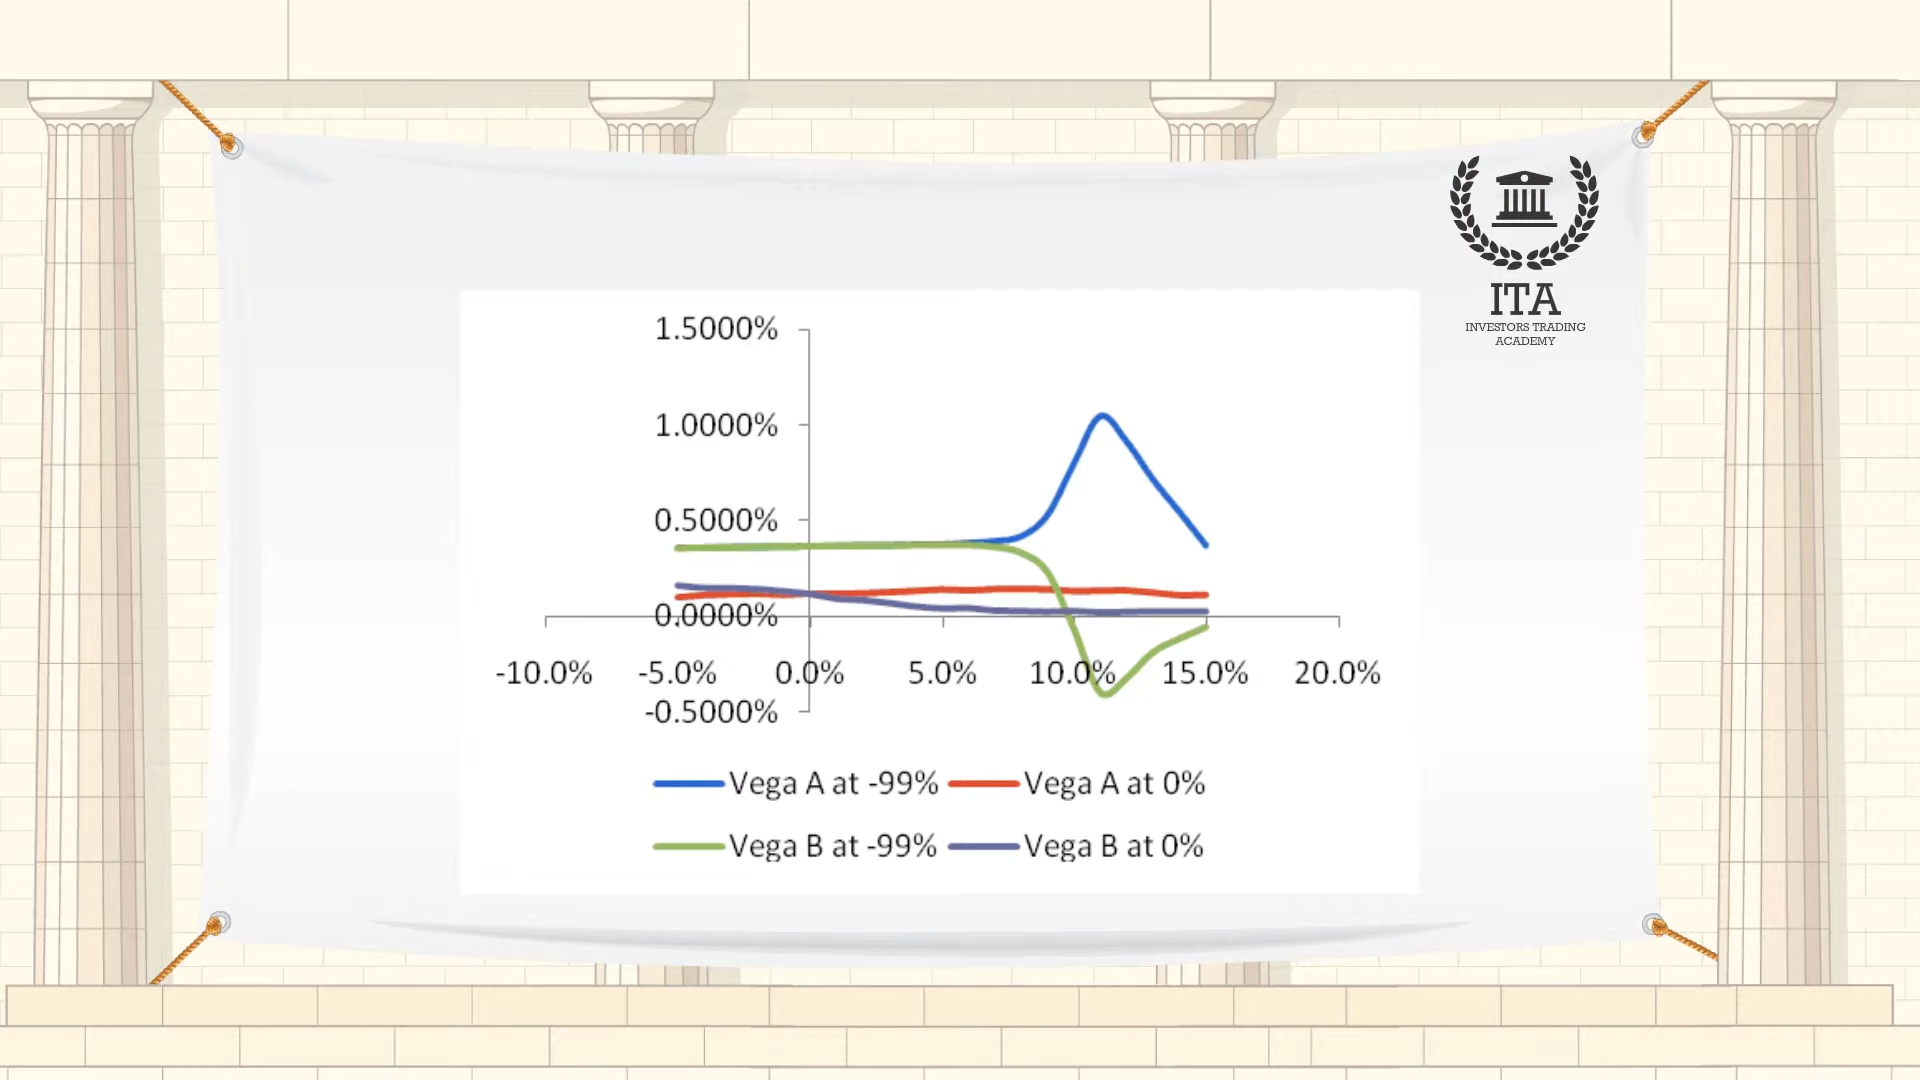 ITA
INVESTORS TRADING
ACADEMY
1.5000%
1.0000%
0.5000%
0.0000%
-10.0% -5.0% 0.0% 5.0% 10.0% 15.0% 20.0%
-0.5000%
Vega A at -99% Vega A at 0%
Vega B at -99% Vega B at 0%